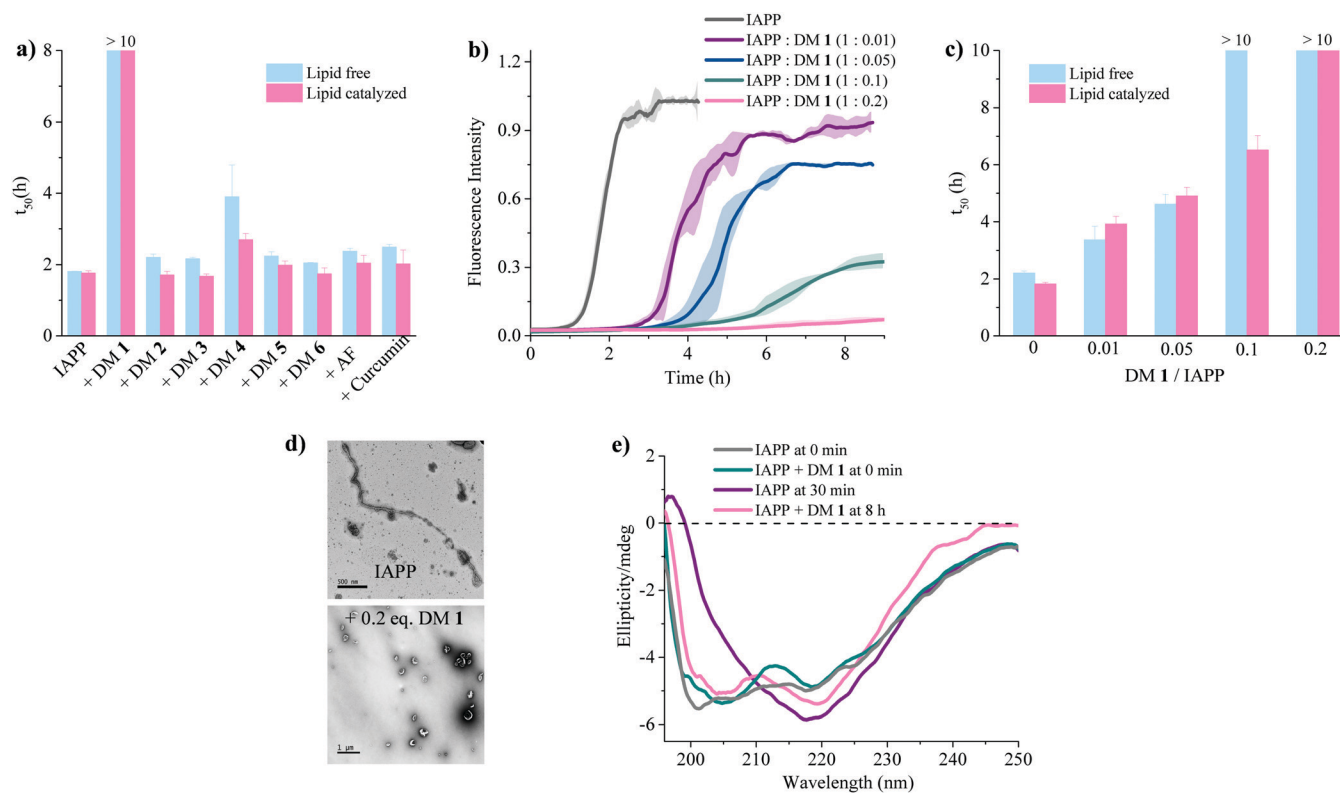 a)
> 10
8
6
4
2
0
t50(h)
Lipid free
Lipid catalyzed
IAPP
+ DM 1
+ DM 2
+ DM 3
+ DM 4
+ DM 5
+ DM 6
+ AF
+ Curcumin
b)
IAPP
IAPP : DM 1 (1 : 0.01)
IAPP : DM 1 (1 : 0.05)
IAPP : DM 1 (1 : 0.1)
IAPP : DM 1 (1 : 0.2)
1.2
0.9
0.6
0.3
0.0
Fluorescence Intensity
0 2 4 6 8
Time (h)
c)
> 10 > 10
Lipid free
Lipid catalyzed
10
8
6
4
2
0
t50 (h)
0 0.01 0.05 0.1 0.2
DM 1 / IAPP
d)
IAPP
500 nm
+ 0.2 eq. DM 1
1 µm
e)
IAPP at 0 min
IAPP + DM 1 at 0 min
IAPP at 30 min
IAPP + DM 1 at 8 h
2
0
-2
-4
-6
Ellipticity/mdeg
200 210 220 230 240 250
Wavelength (nm)